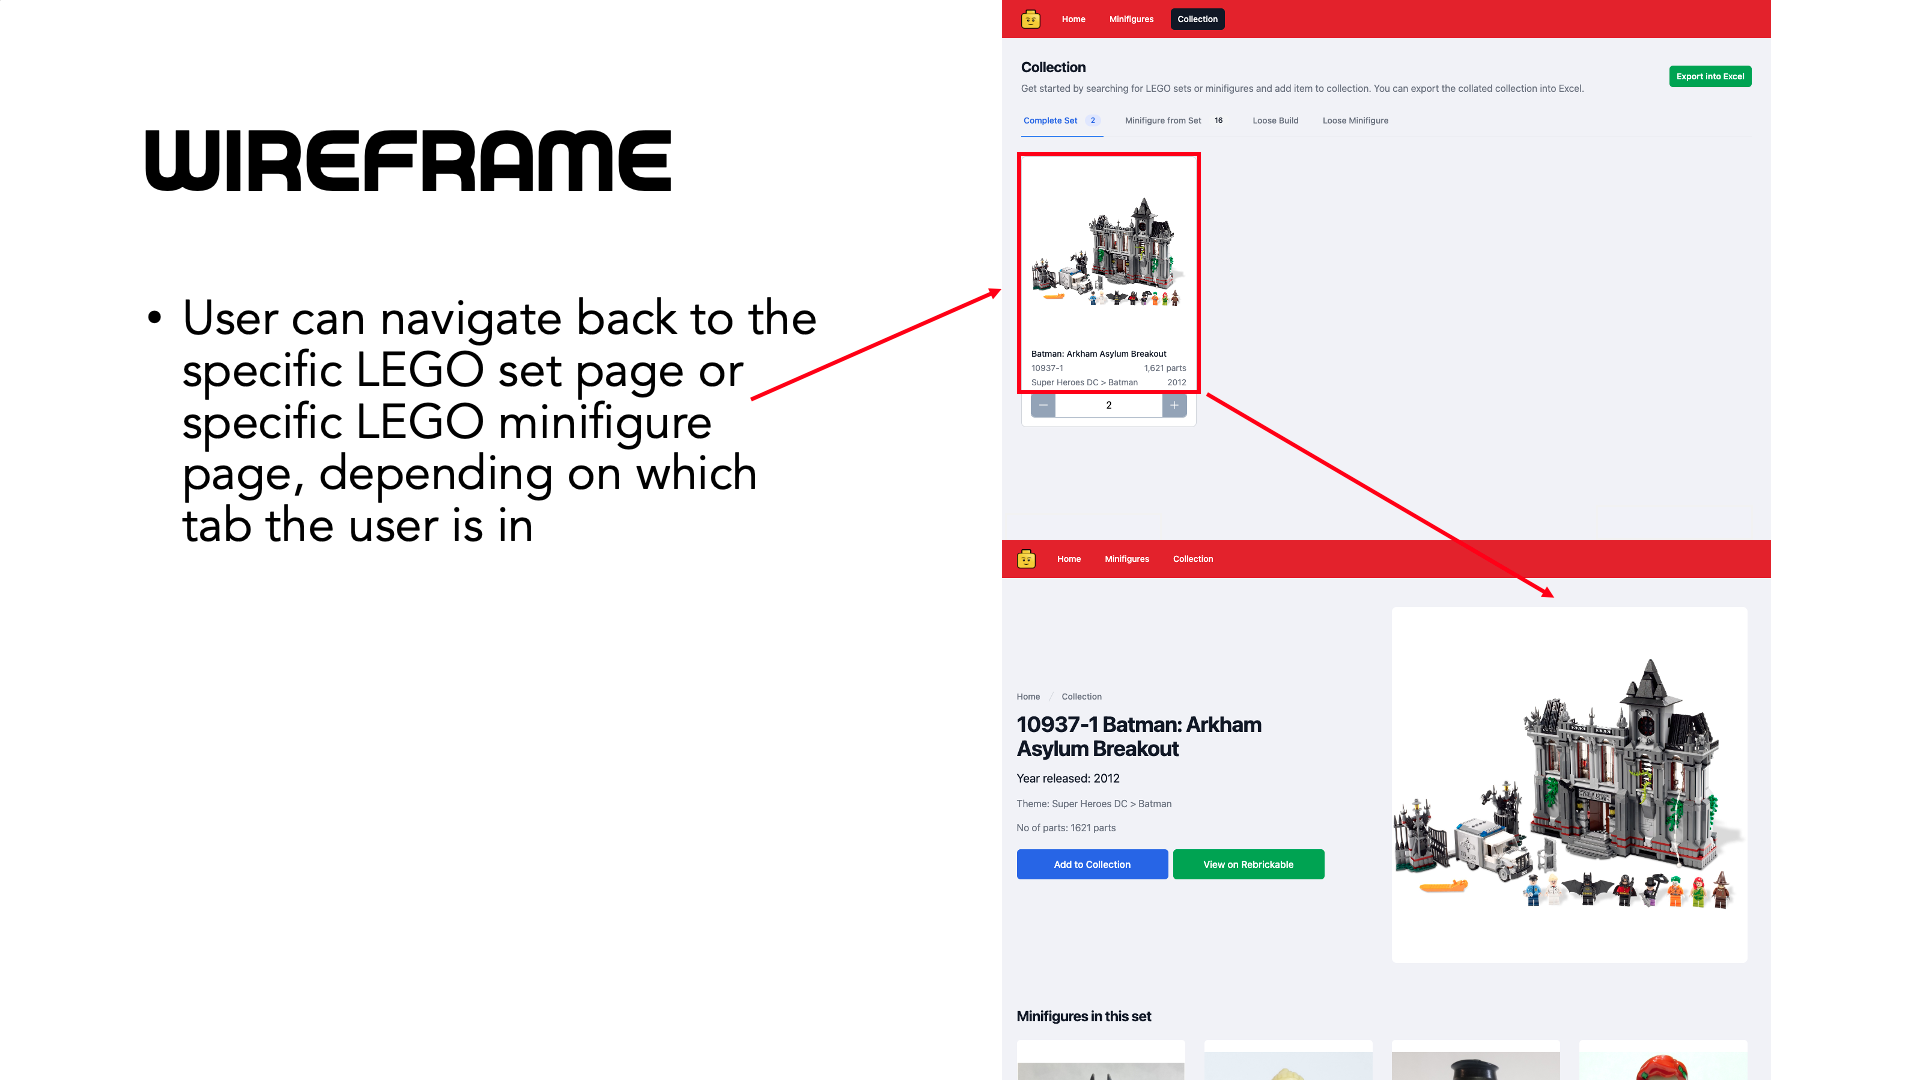 WIREFRAME
• User can navigate back to the
specific LEGO set page or
specific LEGO minifigure
page, depending on which
tab the user is in
Home Minifigures Collection
Collection
Get started by searching for LEGO sets or minifigures and add item to collection. You can export the collated collection into Excel.
Export into Excel
Complete Set 2 Minifigure from Set 16 Loose Build Loose Minifigure
Batman: Arkham Asylum Breakout
10937-1 1,621 parts
Super Heroes DC > Batman 2012
− 2 +
Home Minifigures Collection
Home / Collection
10937-1 Batman: Arkham
Asylum Breakout
Year released: 2012
Theme: Super Heroes DC > Batman
No of parts: 1621 parts
Add to Collection View on Rebrickable
Minifigures in this set